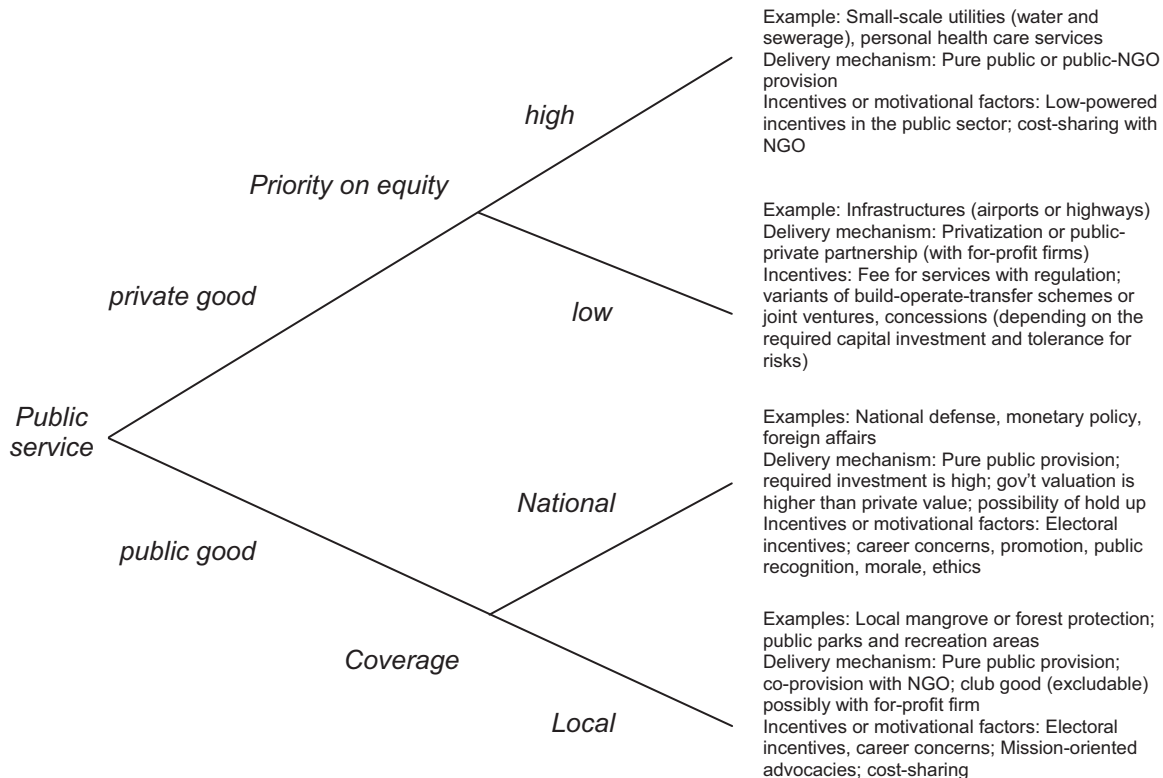 Example: Small-scale utilities (water and
sewerage), personal health care services
Delivery mechanism: Pure public or public-NGO
provision
Incentives or motivational factors: Low-powered
incentives in the public sector; cost-sharing with
NGO
high
Priority on equity
Example: Infrastructures (airports or highways)
Delivery mechanism: Privatization or public-
private partnership (with for-profit firms)
Incentives: Fee for services with regulation;
variants of build-operate-transfer schemes or
joint ventures, concessions (depending on the
required capital investment and tolerance for
risks)
private good
low
Public
service
Examples: National defense, monetary policy,
foreign affairs
Delivery mechanism: Pure public provision;
required investment is high; gov't valuation is
higher than private value; possibility of hold up
Incentives or motivational factors: Electoral
incentives; career concerns, promotion, public
recognition, morale, ethics
National
public good
Coverage
Local
Examples: Local mangrove or forest protection;
public parks and recreation areas
Delivery mechanism: Pure public provision;
co-provision with NGO; club good (excludable)
possibly with for-profit firm
Incentives or motivational factors: Electoral
incentives, career concerns; Mission-oriented
advocacies; cost-sharing